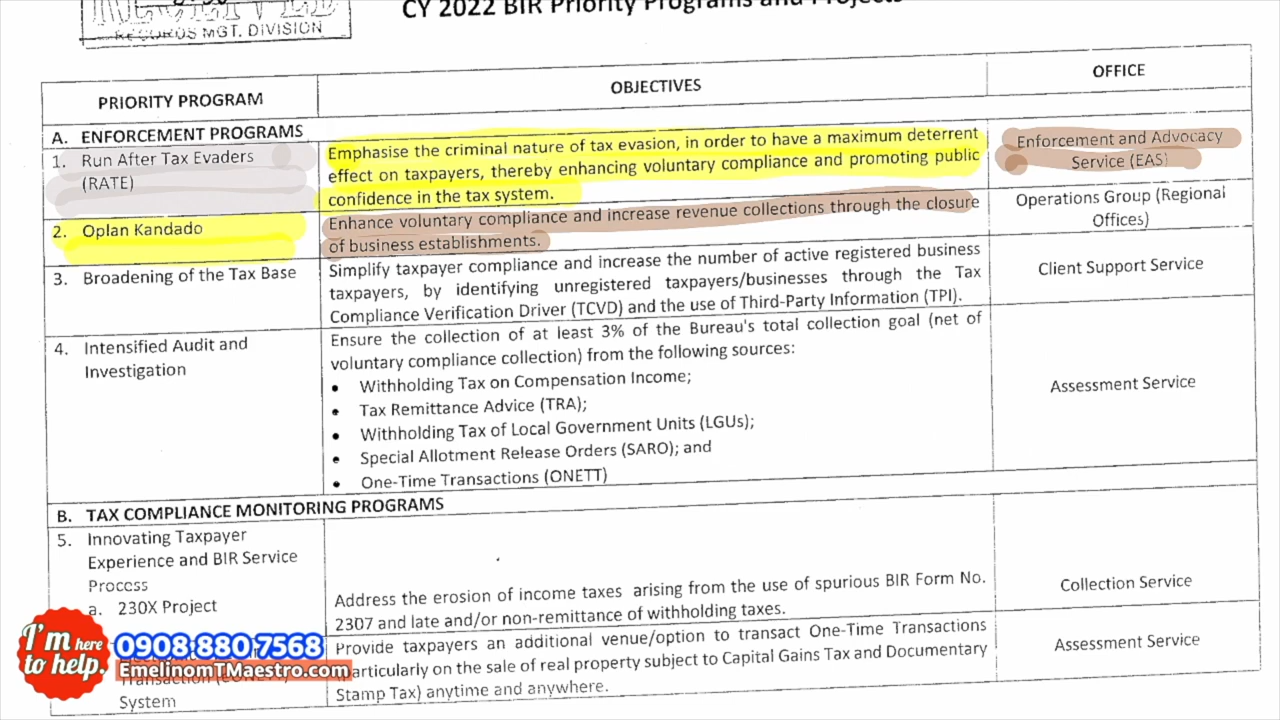 RECEIVED
RECORDS MGT. DIVISION
CY 2022 BIR Priority Programs and Projects
PRIORITY PROGRAM
OBJECTIVES
OFFICE
A. ENFORCEMENT PROGRAMS
1. Run After Tax Evaders
(RATE)
Emphasise the criminal nature of tax evasion, in order to have a maximum deterrent
effect on taxpayers, thereby enhancing voluntary compliance and promoting public
confidence in the tax system.
Enforcement and Advocacy
Service (EAS)
2. Oplan Kandado
Enhance voluntary compliance and increase revenue collections through the closure
of business establishments.
Operations Group (Regional
Offices)
3. Broadening of the Tax Base
Simplify taxpayer compliance and increase the number of active registered business
taxpayers, by identifying unregistered taxpayers/businesses through the Tax
Compliance Verification Driver (TCVD) and the use of Third-Party Information (TPI).
Client Support Service
4. Intensified Audit and
Investigation
Ensure the collection of at least 3% of the Bureau's total collection goal (net of
voluntary compliance collection) from the following sources:
• Withholding Tax on Compensation Income;
• Tax Remittance Advice (TRA);
• Withholding Tax of Local Government Units (LGUs);
• Special Allotment Release Orders (SARO); and
• One-Time Transactions (ONETT)
Assessment Service
B. TAX COMPLIANCE MONITORING PROGRAMS
5. Innovating Taxpayer
Experience and BIR Service
Process
a. 230X Project
Address the erosion of income taxes arising from the use of spurious BIR Form No.
2307 and late and/or non-remittance of withholding taxes.
Collection Service
Transaction
System
Provide taxpayers an additional venue/option to transact One-Time Transactions
particularly on the sale of real property subject to Capital Gains Tax and Documentary
Stamp Tax) anytime and anywhere.
Assessment Service
I'm here
to help.
0908 880 7568
EmelinomTMaestro.com